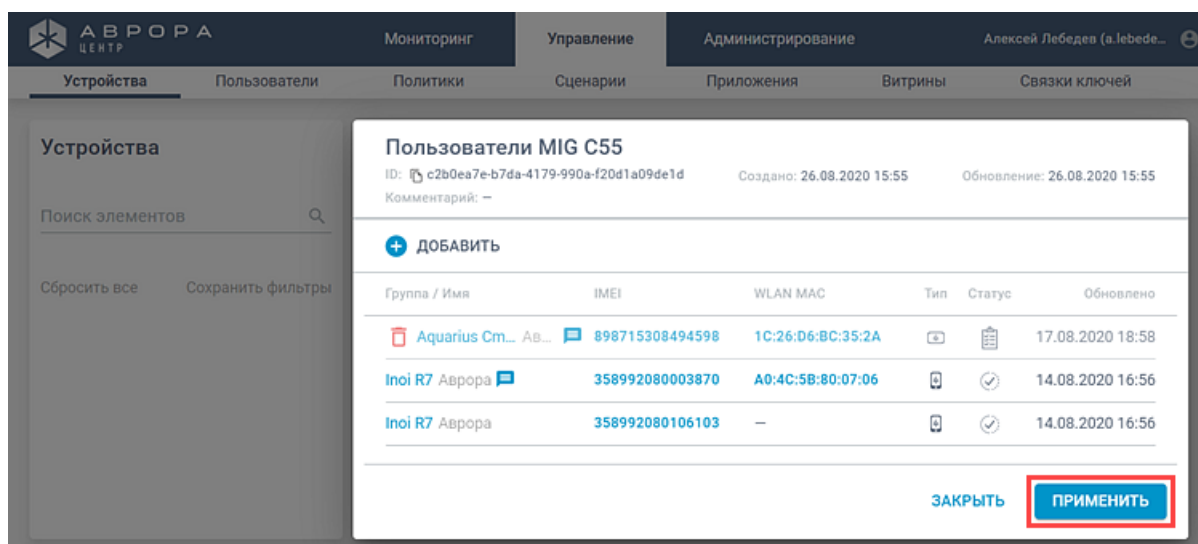 АВРОРА
ЦЕНТР
Мониторинг Управление Администрирование Алексей Лебедев (a.lebede...
Устройства Пользователи Политики Сценарии Приложения Витрины Связки ключей
Устройства
Поиск элементов
Сбросить все Сохранить фильтры
Пользователи MIG C55
ID: c2b0ea7e-b7da-4179-990a-f20d1a09de1d Создано: 26.08.2020 15:55 Обновление: 26.08.2020 15:55
Комментарий: —
ДОБАВИТЬ
Группа / Имя IMEI WLAN MAC Тип Статус Обновлено
Aquarius Cm... Ав... 898715308494598 1C:26:D6:BC:35:2A 17.08.2020 18:58
Inoi R7 Аврора 358992080003870 A0:4C:5B:80:07:06 14.08.2020 16:56
Inoi R7 Аврора 358992080106103 — 14.08.2020 16:56
ЗАКРЫТЬ ПРИМЕНИТЬ